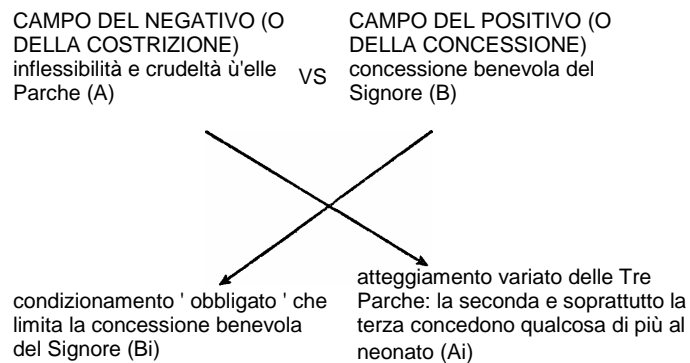 CAMPO DEL NEGATIVO (O
DELLA COSTRIZIONE)
inflessibilità e crudeltà ù'elle
Parche (A)
VS
CAMPO DEL POSITIVO (O
DELLA CONCESSIONE)
concessione benevola del
Signore (B)
condizionamento ' obbligato ' che
limita la concessione benevola
del Signore (Bi)
atteggiamento variato delle Tre
Parche: la seconda e soprattutto la
terza concedono qualcosa di più al
neonato (Ai)